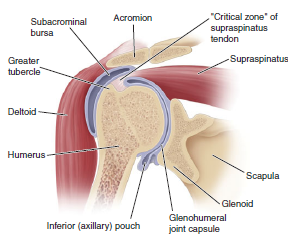 Subacrominal
bursa
Acromion
"Critical zone" of
supraspinatus
tendon
Greater
tubercle
Supraspinatus
Deltoid
Humerus
Scapula
Glenoid
Glenohumeral
joint capsule
Inferior (axillary) pouch